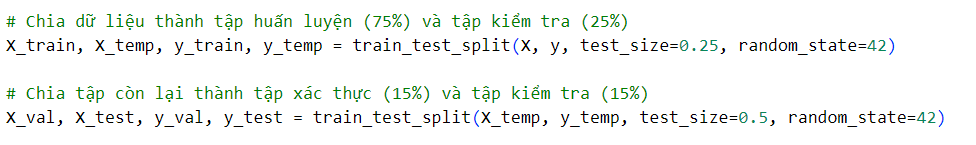 # Chia dữ liệu thành tập huấn luyện (75%) và tập kiểm tra (25%)
X_train, X_temp, y_train, y_temp = train_test_split(X, y, test_size=0.25, random_state=42)
# Chia tập còn lại thành tập xác thực (15%) và tập kiểm tra (15%)
X_val, X_test, y_val, y_test = train_test_split(X_temp, y_temp, test_size=0.5, random_state=42)